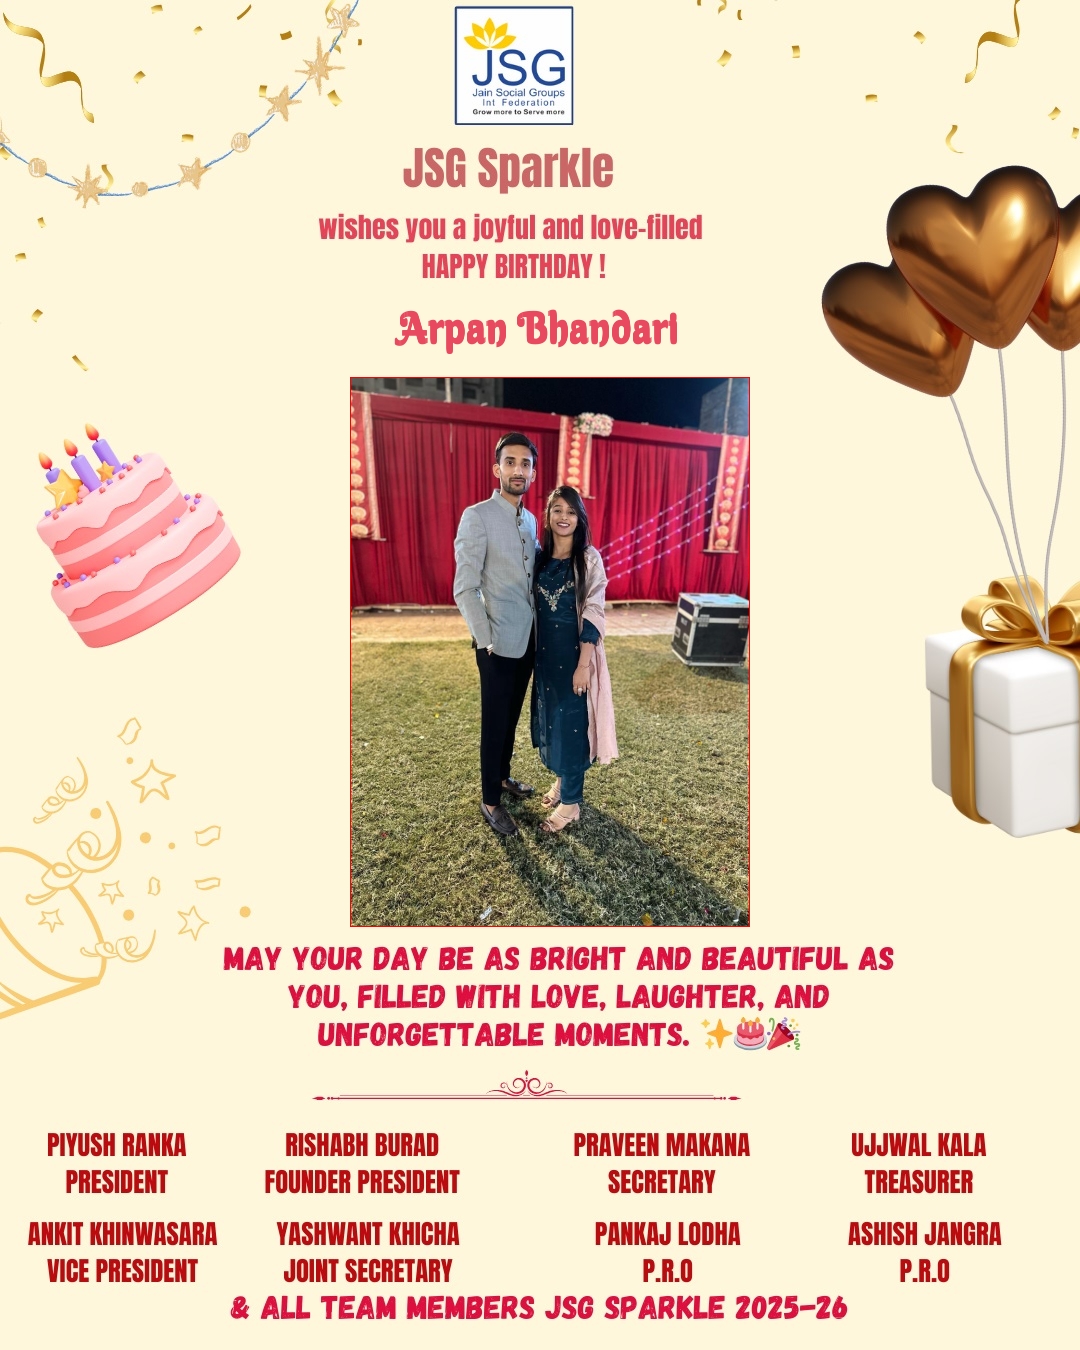 JSG
Jain Social Groups
Int Federation
Grow more to Serve more
JSG Sparkle
wishes you a joyful and love-filled
HAPPY BIRTHDAY !
Arpan Bhandari
MAY YOUR DAY BE AS BRIGHT AND BEAUTIFUL AS
YOU, FILLED WITH LOVE, LAUGHTER, AND
UNFORGETTABLE MOMENTS. ✨🎂🎉
PIYUSH RANKA
PRESIDENT
RISHABH BURAD
FOUNDER PRESIDENT
PRAVEEN MAKANA
SECRETARY
UJJWAL KALA
TREASURER
ANKIT KHINWASARA
VICE PRESIDENT
YASHWANT KHICHA
JOINT SECRETARY
PANKAJ LODHA
P.R.O
ASHISH JANGRA
P.R.O
& ALL TEAM MEMBERS JSG SPARKLE 2025-26